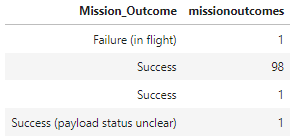 Mission_Outcome missionoutcomes
Failure (in flight) 1
Success 98
Success 1
Success (payload status unclear) 1